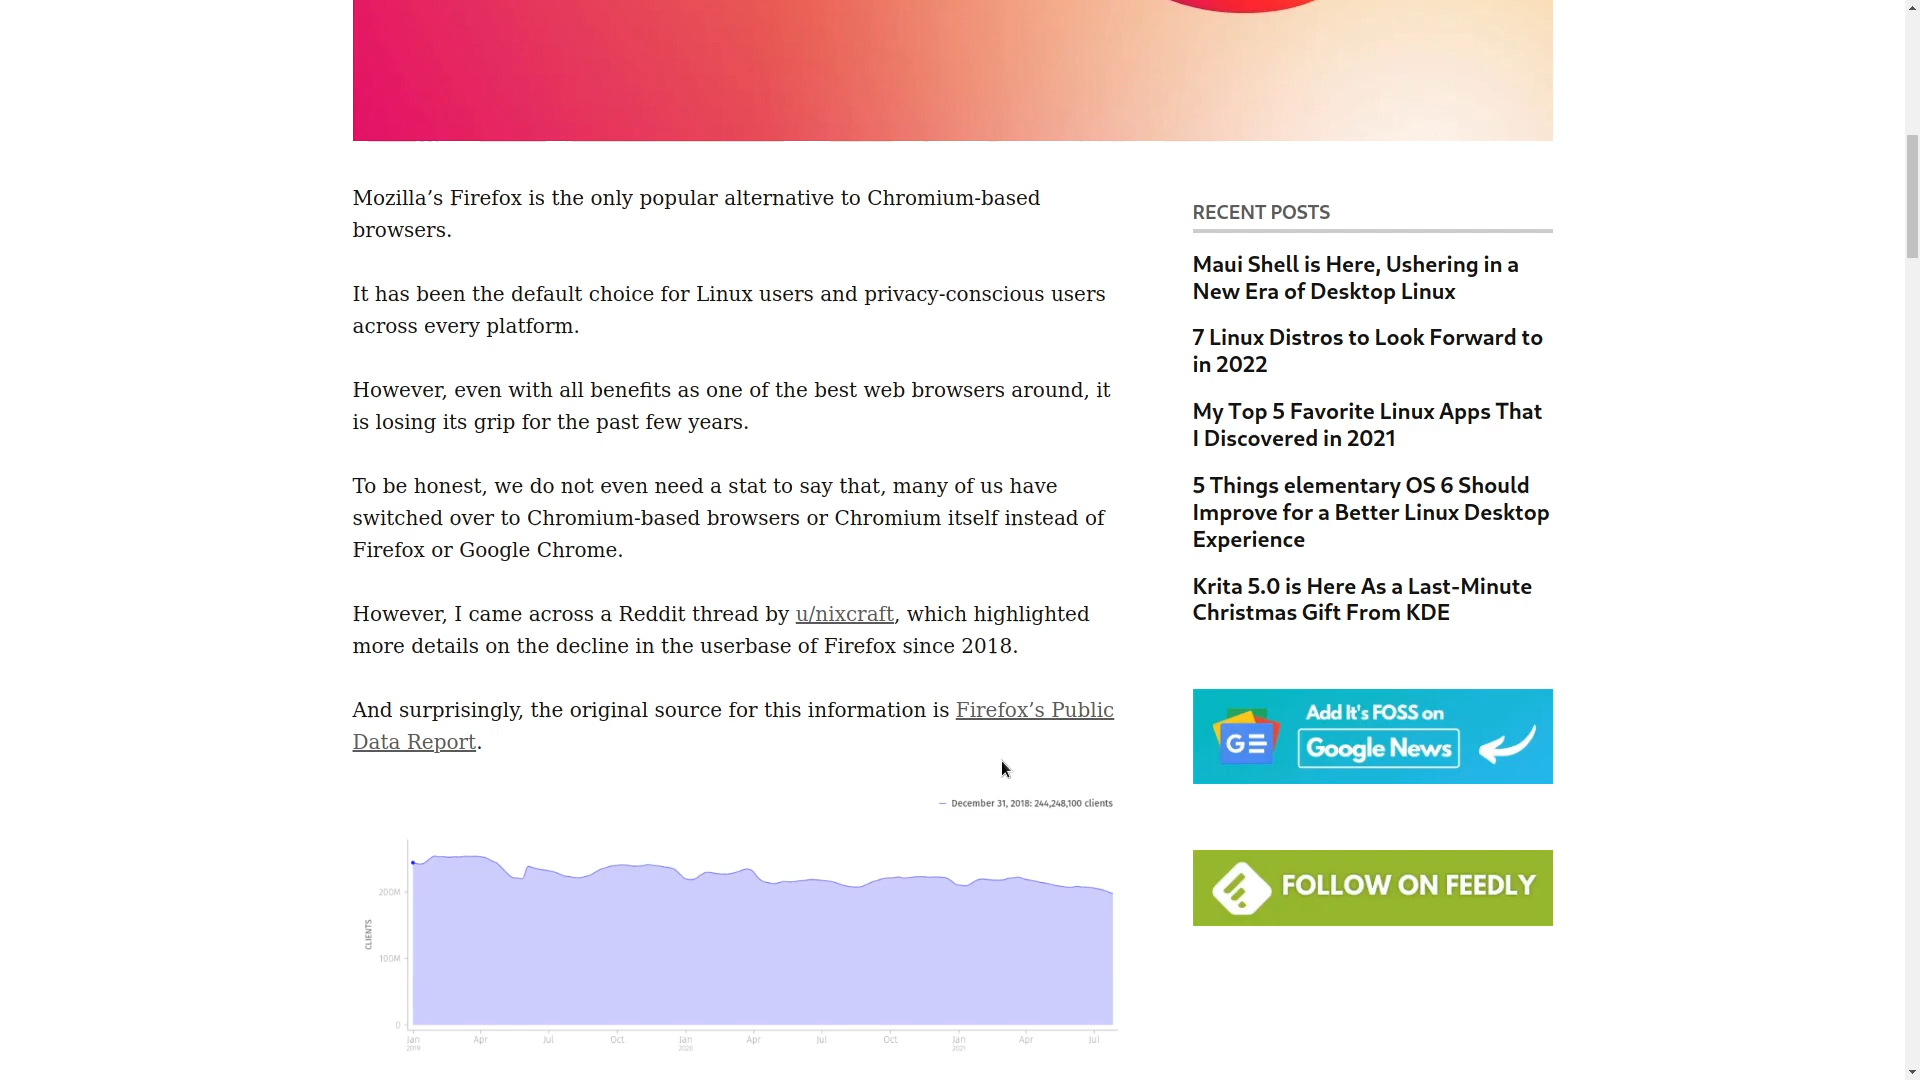 Mozilla’s Firefox is the only popular alternative to Chromium-based
browsers.
It has been the default choice for Linux users and privacy-conscious users
across every platform.
However, even with all benefits as one of the best web browsers around, it
is losing its grip for the past few years.
To be honest, we do not even need a stat to say that, many of us have
switched over to Chromium-based browsers or Chromium itself instead of
Firefox or Google Chrome.
However, I came across a Reddit thread by u/nixcraft, which highlighted
more details on the decline in the userbase of Firefox since 2018.
And surprisingly, the original source for this information is Firefox’s Public
Data Report.
— December 31, 2018: 244,248,100 clients
200M
100M
0
CLIENTS
Jan Apr Jul Oct Jan Apr Jul Oct Jan Apr Jul
2019 2020 2021
RECENT POSTS
Maui Shell is Here, Ushering in a
New Era of Desktop Linux
7 Linux Distros to Look Forward to
in 2022
My Top 5 Favorite Linux Apps That
I Discovered in 2021
5 Things elementary OS 6 Should
Improve for a Better Linux Desktop
Experience
Krita 5.0 is Here As a Last-Minute
Christmas Gift From KDE
Add It's FOSS on
Google News
G
FOLLOW ON FEEDLY